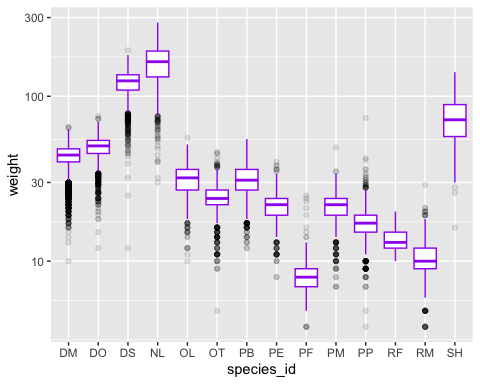 300
100
30
10
weight
DM DO DS NL OL OT PB PE PF PM PP RF RM SH
species_id